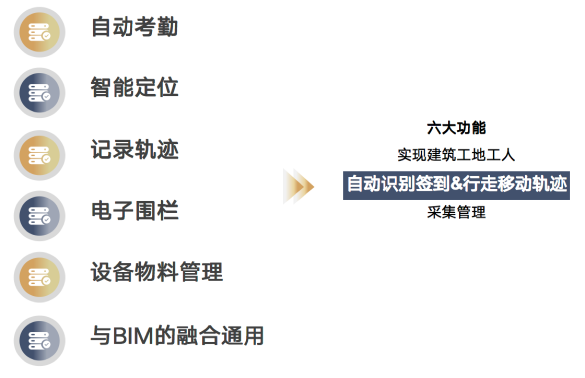 自动考勤
智能定位
记录轨迹
电子围栏
设备物料管理
与BIM的融合通用
六大功能
实现建筑工地工人
自动识别签到&行走移动轨迹
采集管理